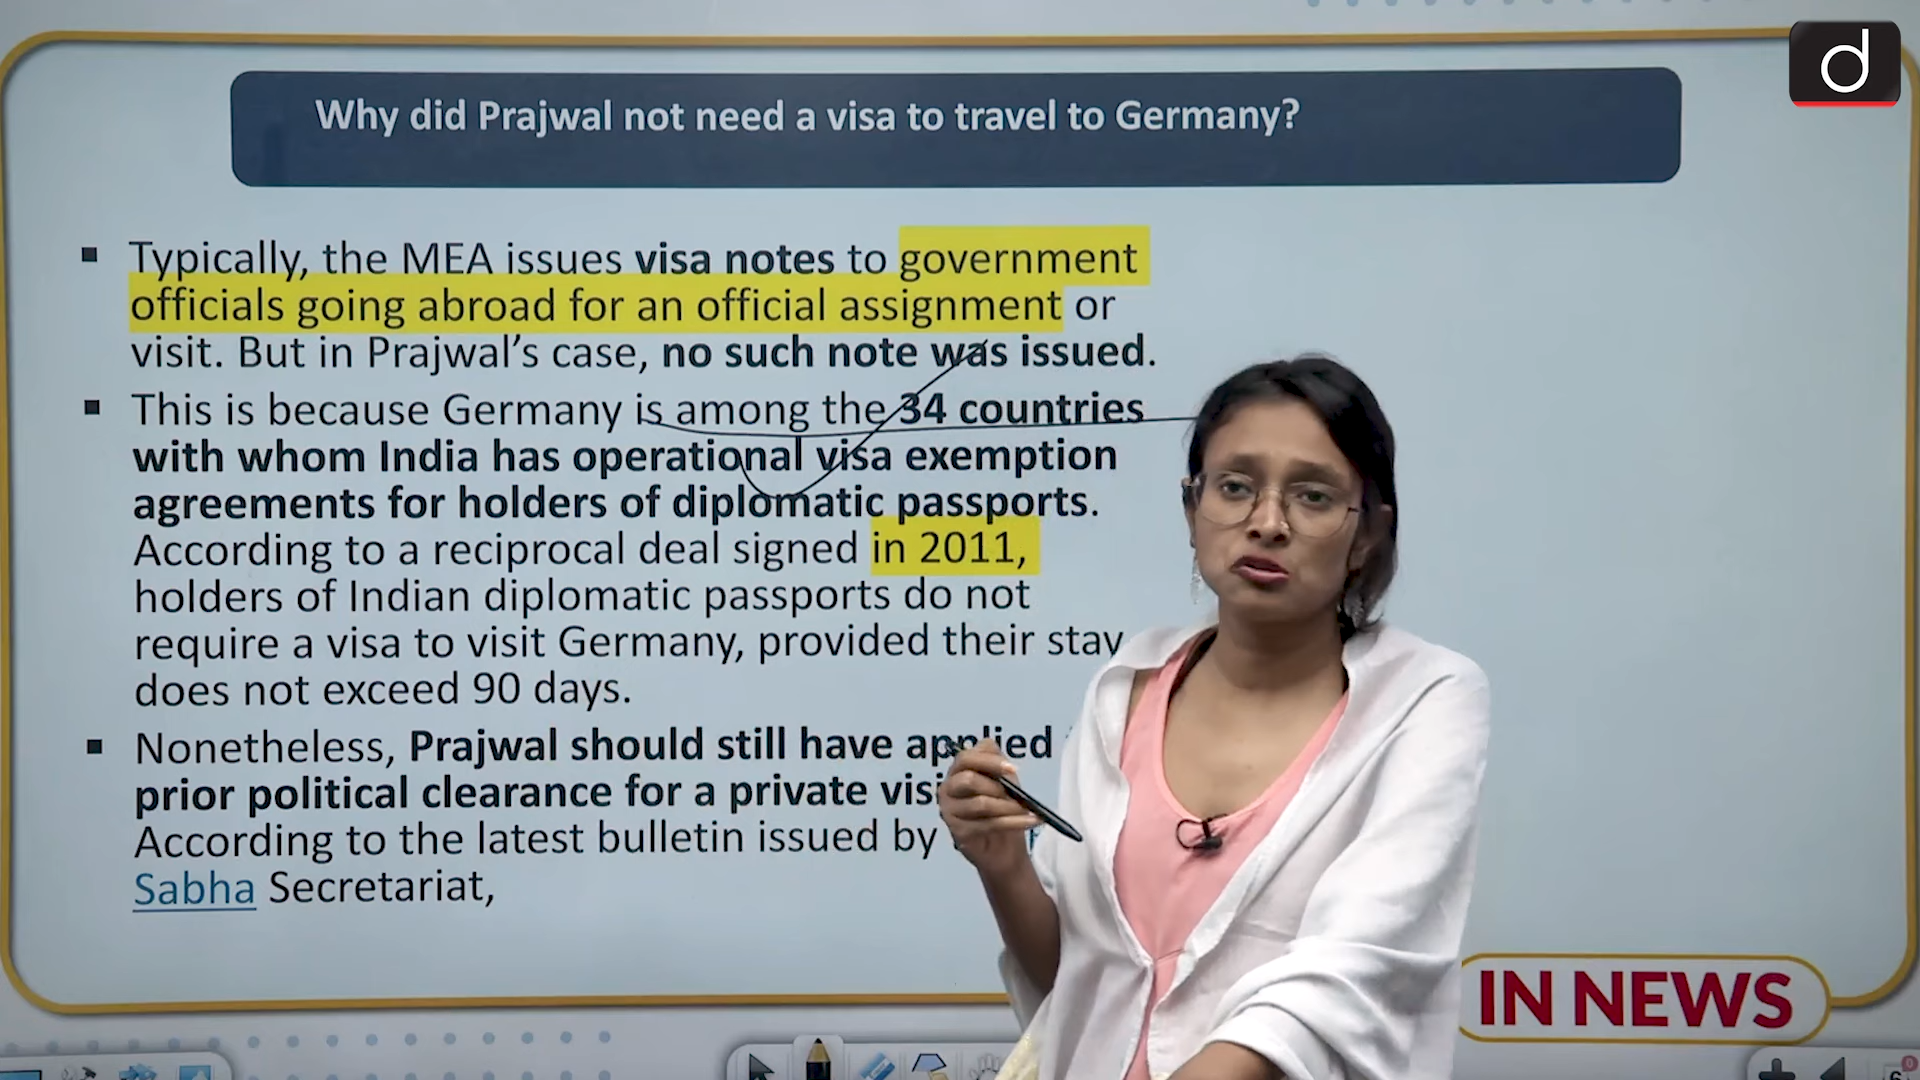 d
Why did Prajwal not need a visa to travel to Germany?
Typically, the MEA issues visa notes to government
officials going abroad for an official assignment or
visit. But in Prajwal's case, no such note was issued.
This is because Germany is among the 34 countries
with whom India has operational visa exemption
agreements for holders of diplomatic passports.
According to a reciprocal deal signed in 2011,
holders of Indian diplomatic passports do not
require a visa to visit Germany, provided their stay
does not exceed 90 days.
Nonetheless, Prajwal should still have applied
prior political clearance for a private
According to the latest bulletin issued by
Sabha Secretariat,
IN NEWS